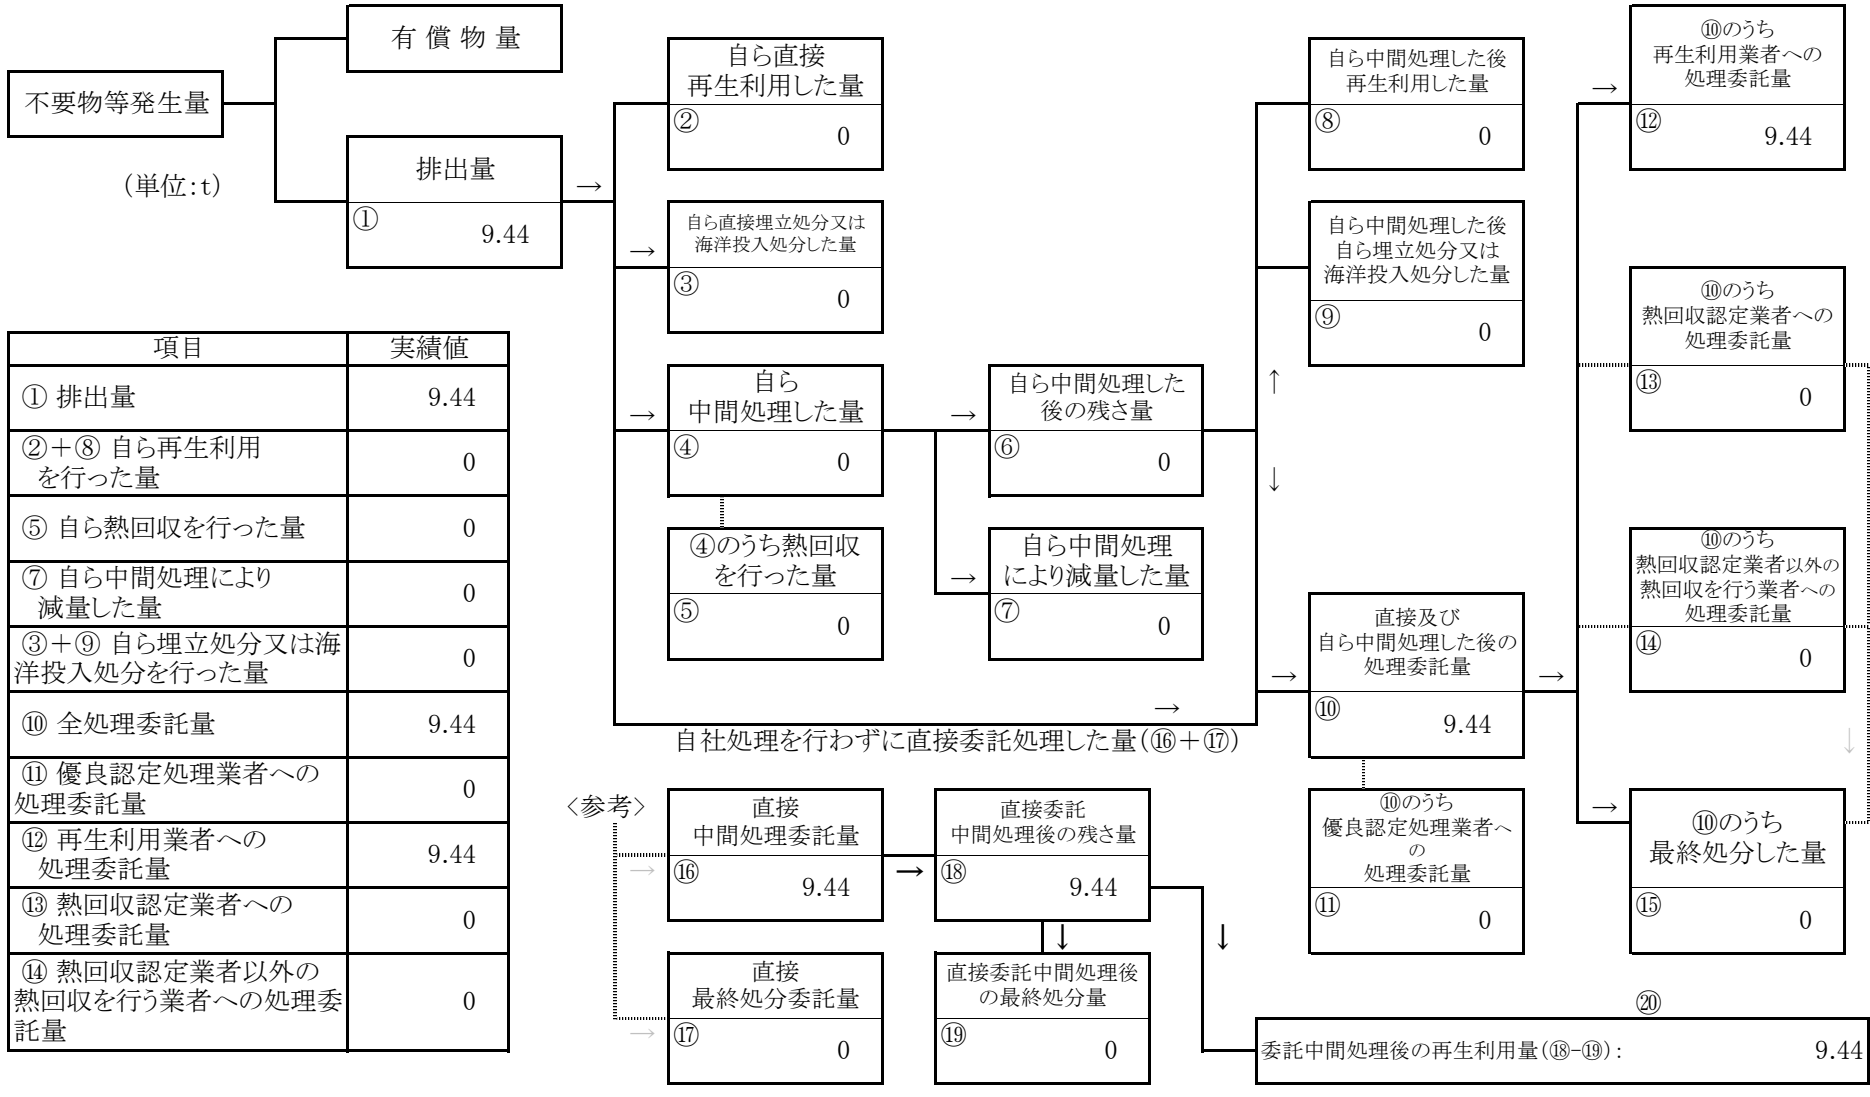 有 償 物 量
不要物等発生量
(単位:t)
排出量
①
9.44
→
自ら直接
再生利用した量
②
0
→
自ら直接埋立処分又は
海洋投入処分した量
③
0
→
自ら
中間処理した量
④
0
④のうち熱回収
を行った量
⑤
0
→
自ら中間処理した
後の残さ量
⑥
0
→
自ら中間処理
により減量した量
⑦
0
自ら中間処理した後
再生利用した量
⑧
0
自ら中間処理した後
自ら埋立処分又は
海洋投入処分した量
⑨
0
↑
↓
→
直接及び
自ら中間処理した後の
処理委託量
⑩
9.44
→
⑩のうち
優良認定処理業者へ
の
処理委託量
⑪
0
→
⑩のうち
再生利用業者への
処理委託量
⑫
9.44
⑩のうち
熱回収認定業者への
処理委託量
⑬
0
⑩のうち
熱回収認定業者以外の
熱回収を行う業者への
処理委託量
⑭
0
↓
→
⑩のうち
最終処分した量
⑮
0
→
自社処理を行わずに直接委託処理した量(⑯+⑰)
<参考>
→
直接
中間処理委託量
⑯
9.44
→
直接委託
中間処理後の残さ量
⑱
9.44
↓
↓
→
直接
最終処分委託量
⑰
0
直接委託中間処理後
の最終処分量
⑲
0
⑳
委託中間処理後の再生利用量(⑱-⑲): 9.44
項目 実績値
① 排出量 9.44
②+⑧ 自ら再生利用
を行った量
0
⑤ 自ら熱回収を行った量 0
⑦ 自ら中間処理により
減量した量
0
③+⑨ 自ら埋立処分又は海
洋投入処分を行った量
0
⑩ 全処理委託量 9.44
⑪ 優良認定処理業者への
処理委託量
0
⑫ 再生利用業者への
処理委託量
9.44
⑬ 熱回収認定業者への
処理委託量
0
⑭ 熱回収認定業者以外の
熱回収を行う業者への処理委
託量
0